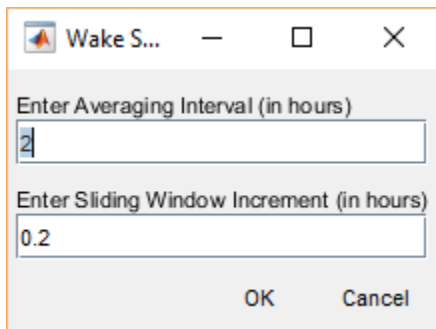 Wake S...
Enter Averaging Interval (in hours)
2
Enter Sliding Window Increment (in hours)
0.2
OK Cancel